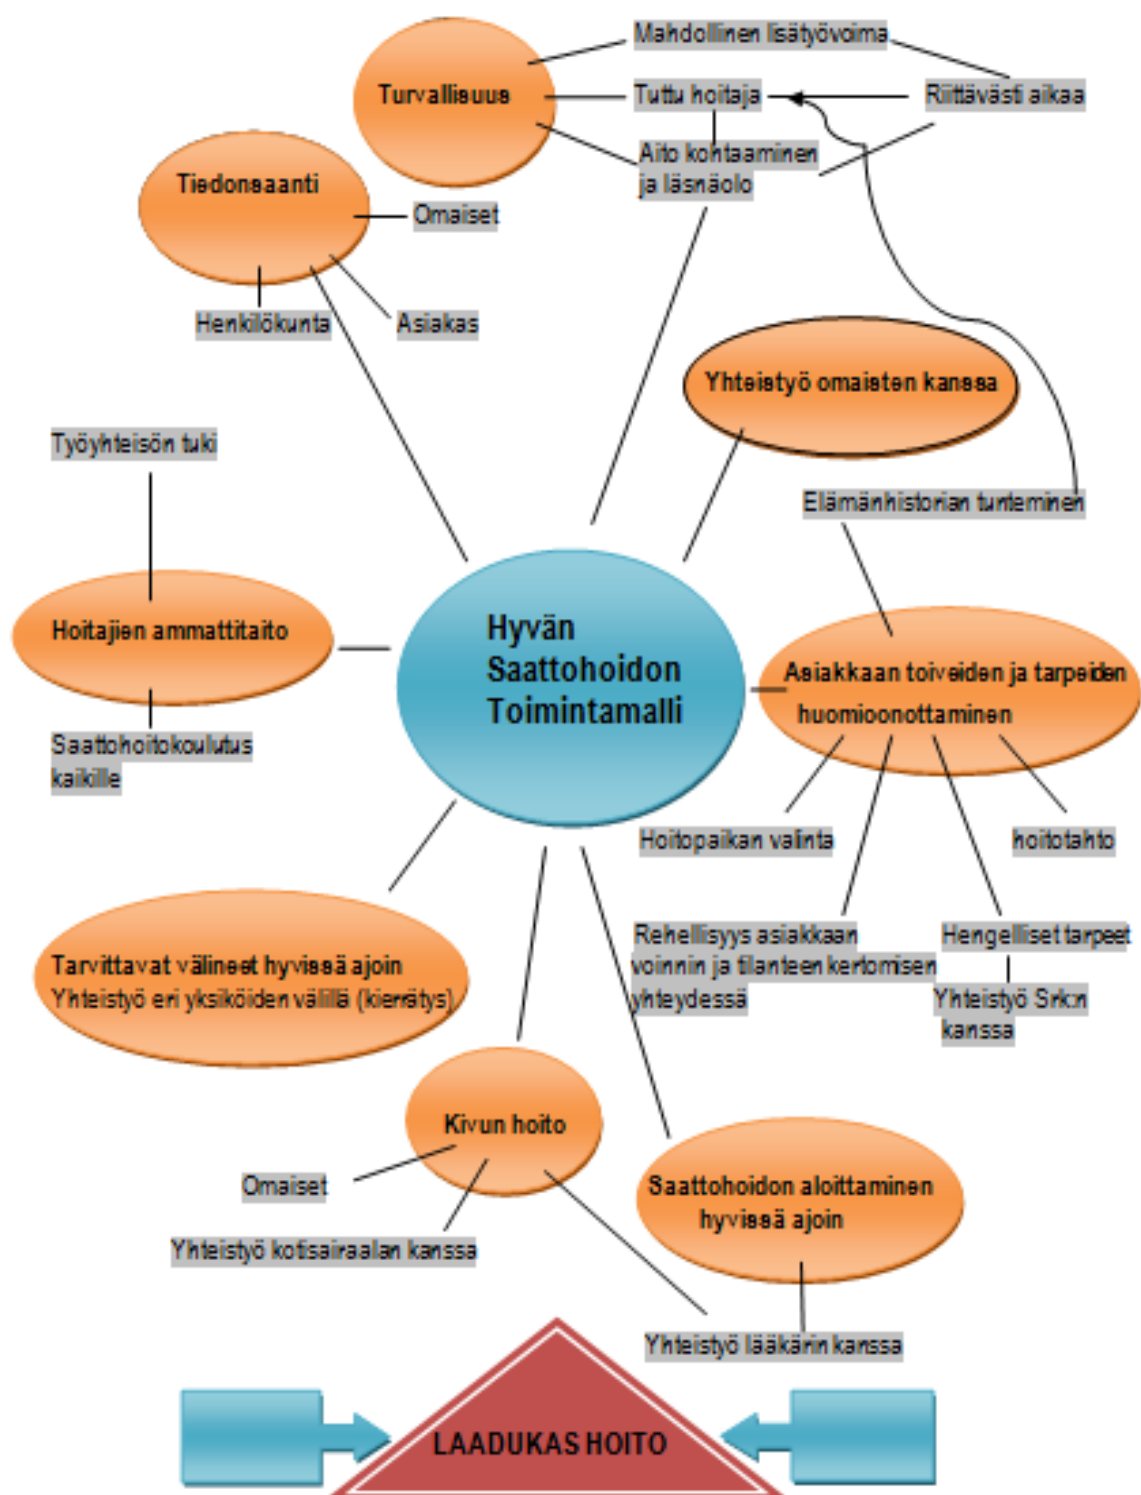 Mahdollinen lisätyövoima
Turvallisuus
Tuttu hoitaja
Riittävästi aikaa
Aito kohtaaminen
ja läsnäolo
Tiedonsaanti
Omaiset
Henkilökunta
Asiakas
Yhteistyö omaisten kanssa
Työyhteisön tuki
Elämänhistorian tunteminen
Hoitajien ammattitaito
Hyvän
Saattohoidon
Toimintamalli
Asiakkaan toiveiden ja tarpeiden
huomioonottaminen
Saattohoitokoulutus
kaikille
Hoitopaikan valinta
hoitotahto
Rehellisyys asiakkaan
voinnin ja tilanteen kertomisen
yhteydessä
Hengelliset tarpeet
Yhteistyö Srk:n
kanssa
Tarvittavat välineet hyvissä ajoin
Yhteistyö eri yksiköiden välillä (kierrätys)
Kivun hoito
Omaiset
Yhteistyö kotisairaalan kanssa
Saattohoidon aloittaminen
hyvissä ajoin
Yhteistyö lääkärin kanssa
LAADUKAS HOITO